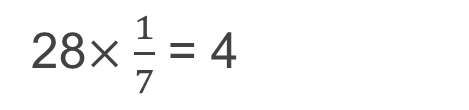 28× 1/7 = 4